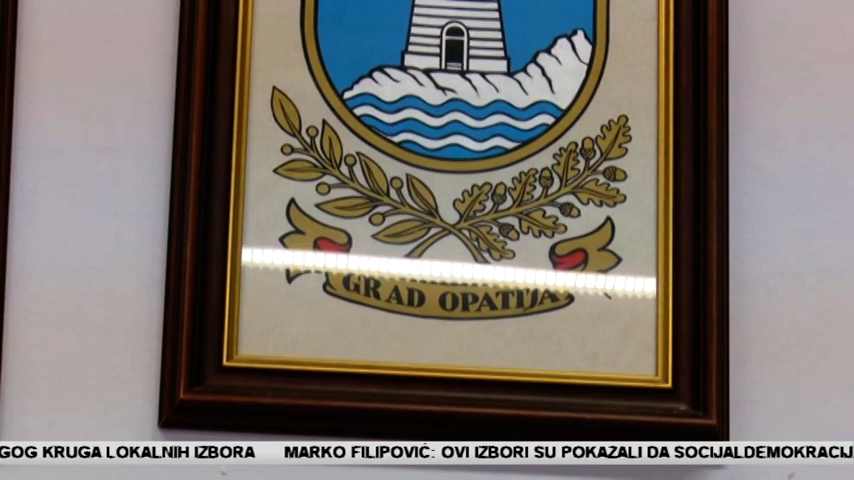 GRAD OPATIJA
GOG KRUGA LOKALNIH IZBORA MARKO FILIPOVIĆ: OVI IZBORI SU POKAZALI DA SOCIJALDEMOKRACIJ